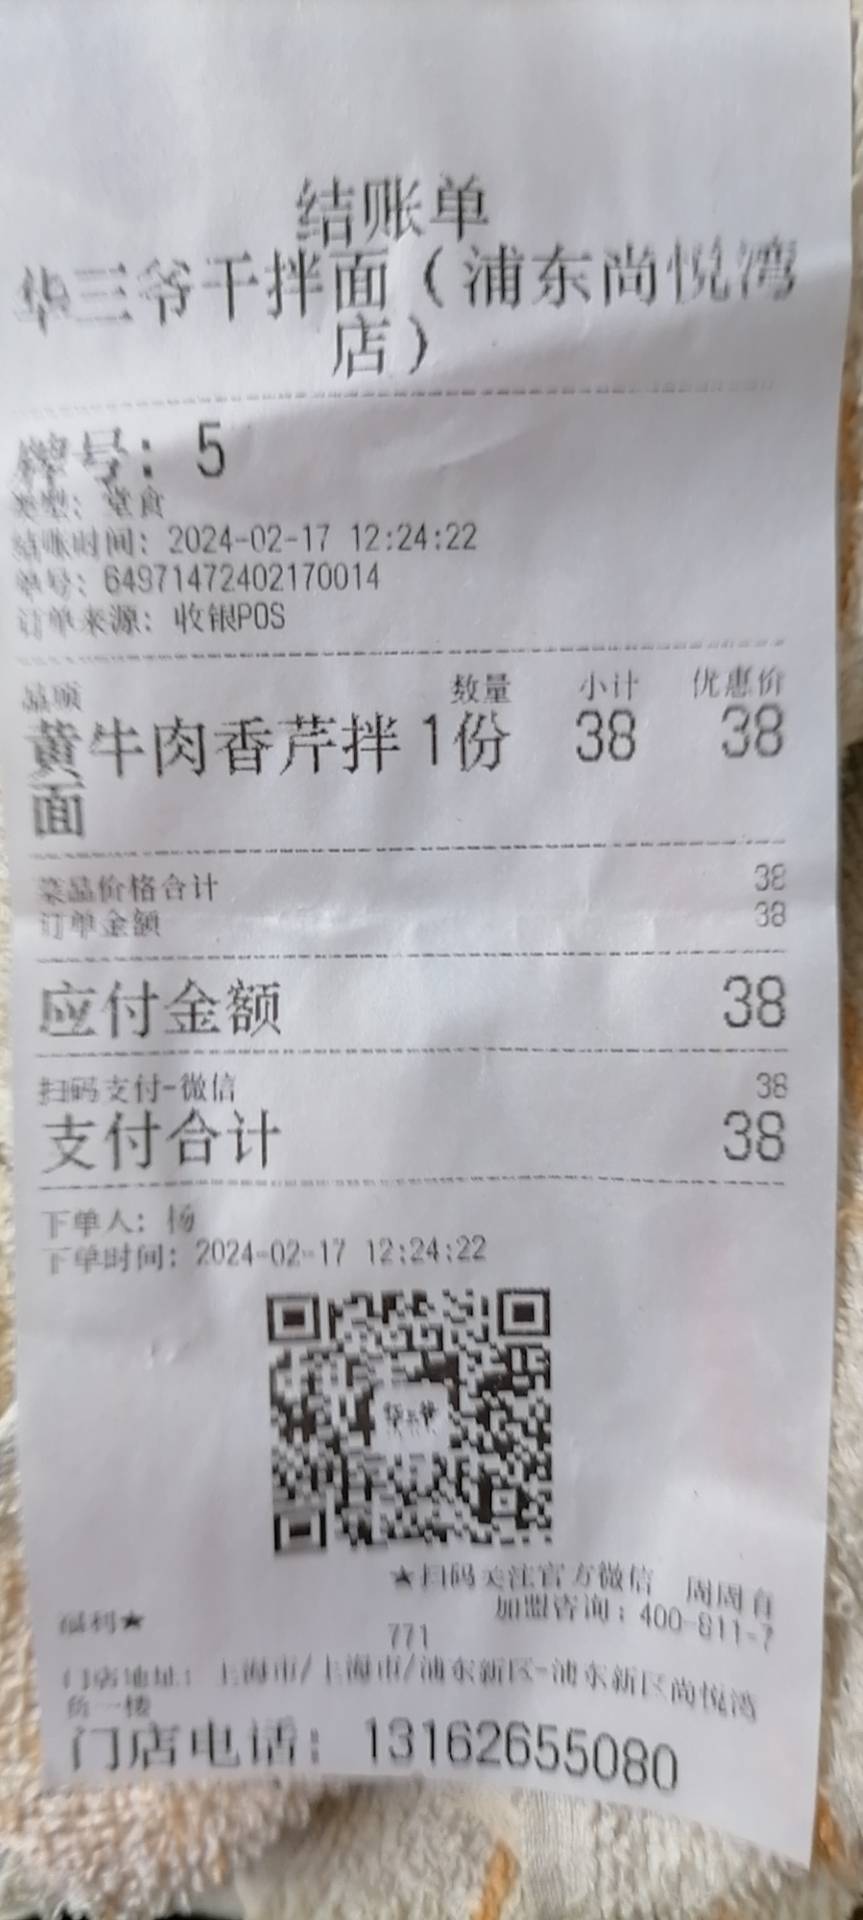 结账单
华三爷干拌面（浦东尚悦湾
店）
牌号：5
类型：堂食
结账时间：2024-02-17 12:24:22
单号：64971472402170014
订单来源：收银POS
品项 数量 小计 优惠价
黄牛肉香芹拌 1份 38 38
面
菜品价格合计 38
订单金额 38
应付金额 38
扫码支付-微信 38
支付合计 38
下单人：杨
下单时间：2024-02-17 12:24:22
★扫码关注官方微信 周周有
福利★ 加盟咨询：400-811-7
771
门店地址：上海市/上海市/浦东新区-浦东新区尚悦湾
负一楼
门店电话：13162655080